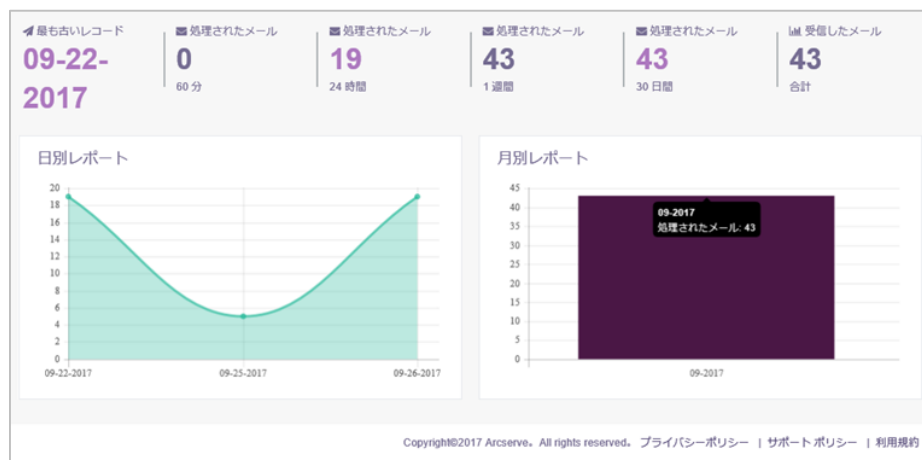 最も古いレコード
09-22-
2017
処理されたメール
0
60 分
処理されたメール
19
24 時間
処理されたメール
43
1 週間
処理されたメール
43
30 日間
受信したメール
43
合計
日別レポート
20
18
16
14
12
10
8
6
4
2
0
09-22-2017
09-25-2017
09-26-2017
月別レポート
45
40
35
30
25
20
15
10
5
0
09-2017
処理されたメール: 43
09-2017
Copyright©2017 Arcserve。All rights reserved。 プライバシーポリシー | サポート ポリシー | 利用規約